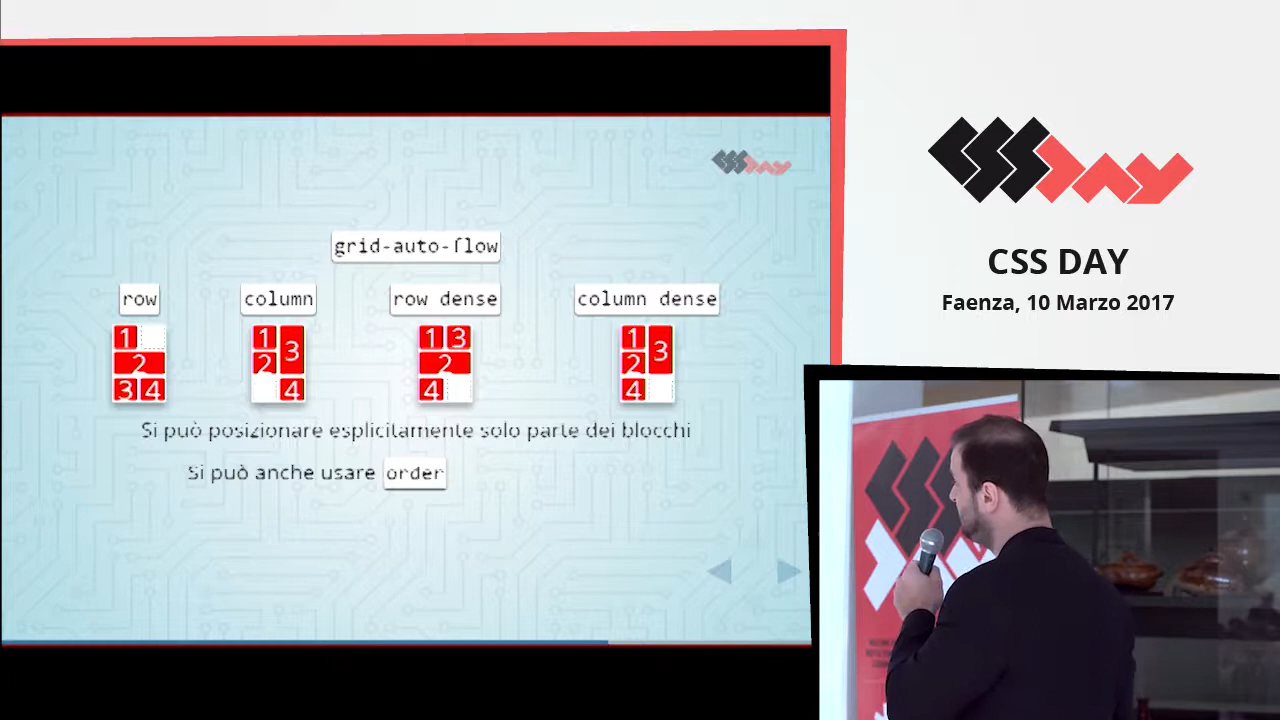 CSSDAY
grid-auto-flow
row
column
row dense
column dense
1
2
3 4
1 3
2
4
1 3
2
4
1 3
2
4
Si può posizionare esplicitamente solo parte dei blocchi
Si può anche usare order
CSSDAY
CSS DAY
Faenza, 10 Marzo 2017